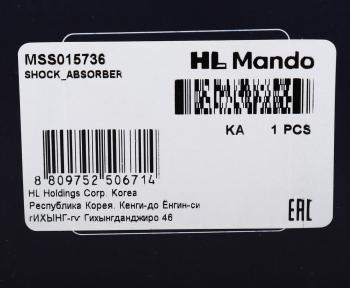 MSS015736
SHOCK_ABSORBER
HL Mando
KA 1 PCS
8 809752 506714
HL Holdings Corp. Korea
Республика Корея. Кенги-до Ёнгин-си
гИХЫНГ-гv Гихынгданджиро 46
EAC